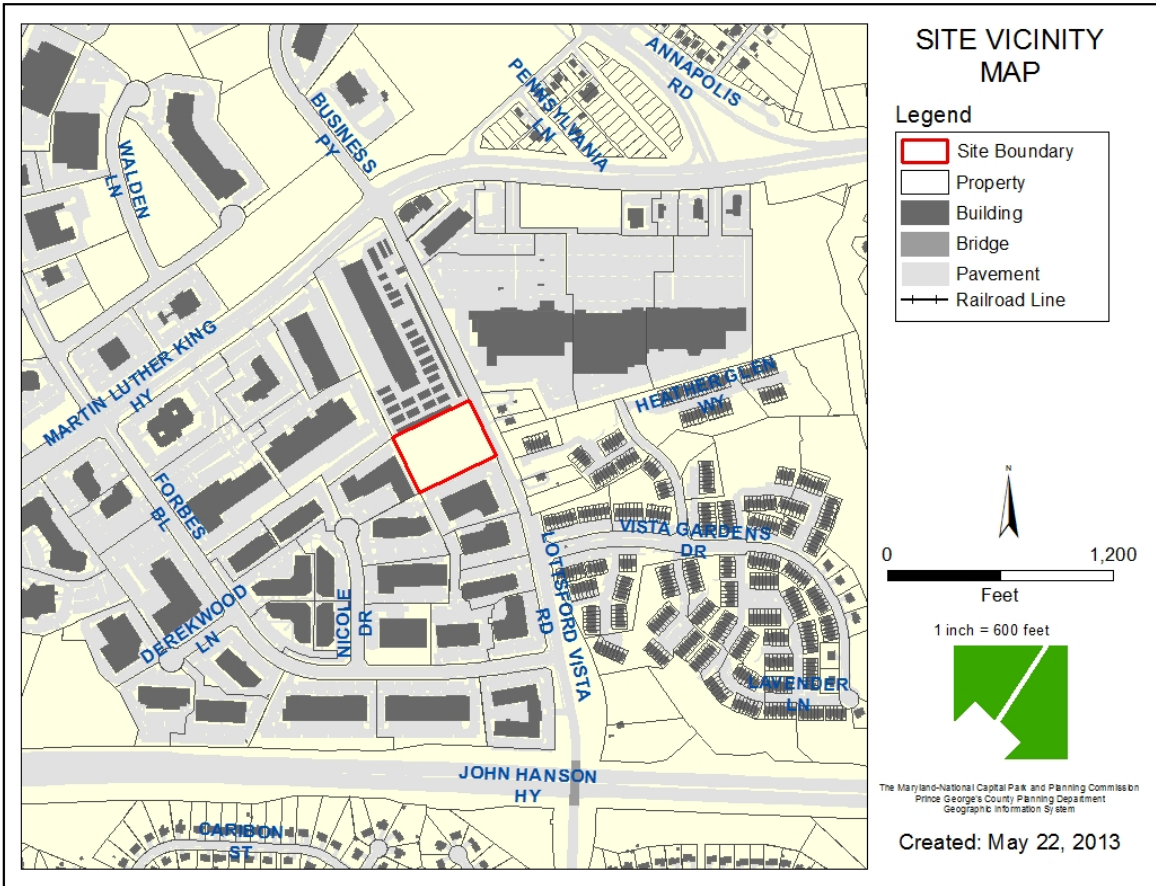 SITE VICINITY
MAP
Legend
Site Boundary
Property
Building
Bridge
Pavement
Railroad Line
N
0 1,200
Feet
1 inch = 600 feet
The Maryland-National Capital Park and Planning Commission
Prince George's County Planning Department
Geographic Information System
Created: May 22, 2013
ANNAPOLIS
RD
PENNSYLVANIA
LN
BUSINESS
PY
WALDEN
LN
MARTIN LUTHER KING
HY
HEATHER GLEN
WY
FORBES
BL
VISTA GARDENS
DR
LOTTSFORD VISTA
RD
NICOLE
DR
DEREKWOOD
LN
LAVENDER
LN
JOHN HANSON
HY
CARIBON
ST